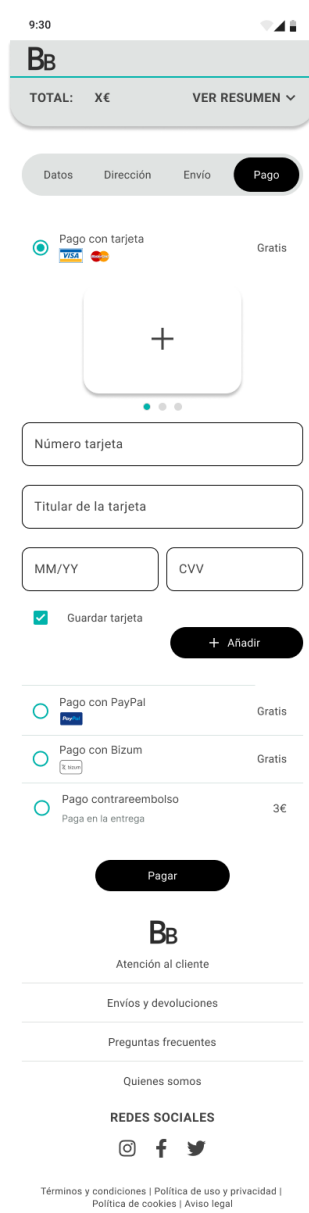 9:30
BB
TOTAL: X€ VER RESUMEN
Datos Dirección Envío Pago
Pago con tarjeta
Gratis
VISA
Número tarjeta
Titular de la tarjeta
MM/YY CVV
Guardar tarjeta
+ Añadir
Pago con PayPal
Gratis
PayPal
Pago con Bizum
Gratis
bizum
Pago contrareembolso
3€
Paga en la entrega
Pagar
BB
Atención al cliente
Envíos y devoluciones
Preguntas frecuentes
Quienes somos
REDES SOCIALES
Términos y condiciones | Política de uso y privacidad |
Política de cookies | Aviso legal